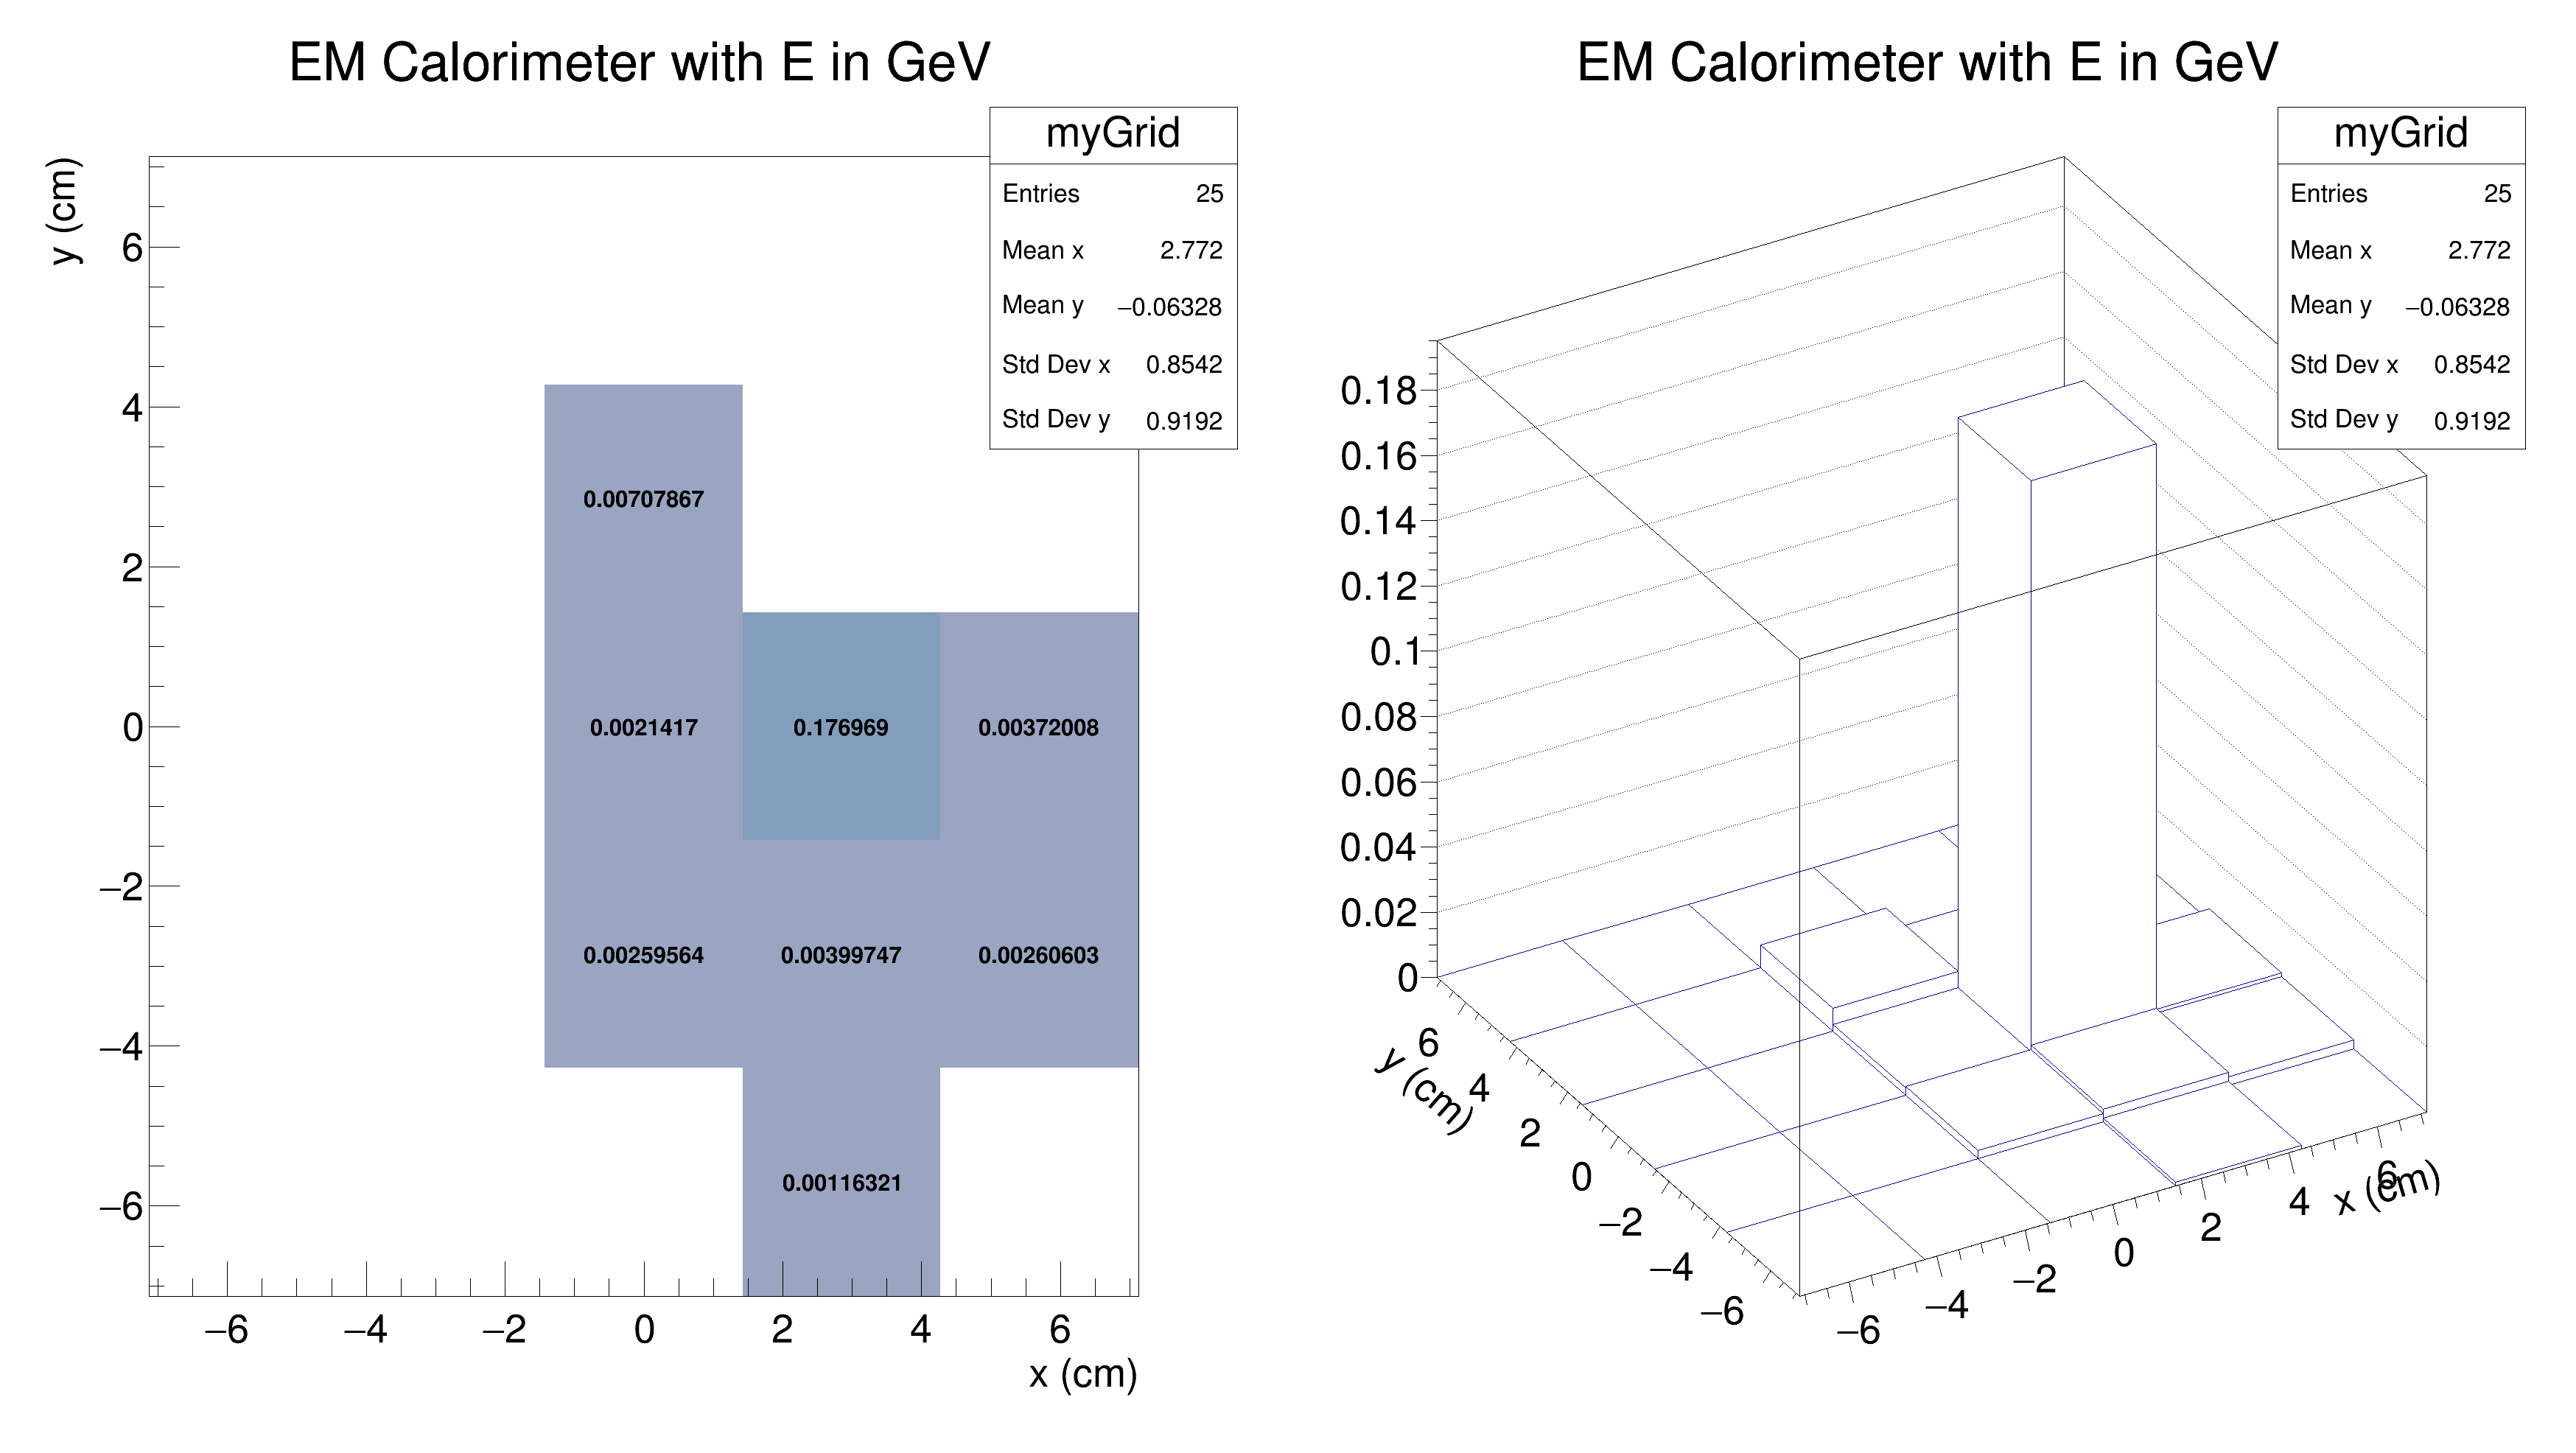 EM Calorimeter with E in GeV
myGrid
Entries 25
Mean x 2.772
Mean y −0.06328
Std Dev x 0.8542
Std Dev y 0.9192
y (cm)
6
4
2
0
−2
−4
−6
0.00707867
0.0021417 0.176969 0.00372008
0.00259564 0.00399747 0.00260603
0.00116321
−6 −4 −2 0 2 4 6
x (cm)
EM Calorimeter with E in GeV
myGrid
Entries 25
Mean x 2.772
Mean y −0.06328
Std Dev x 0.8542
Std Dev y 0.9192
0.18
0.16
0.14
0.12
0.1
0.08
0.06
0.04
0.02
0
y (cm)
6
4
2
0
−2
−4
−6
−6 −4 −2 0 2 4 6
x (cm)